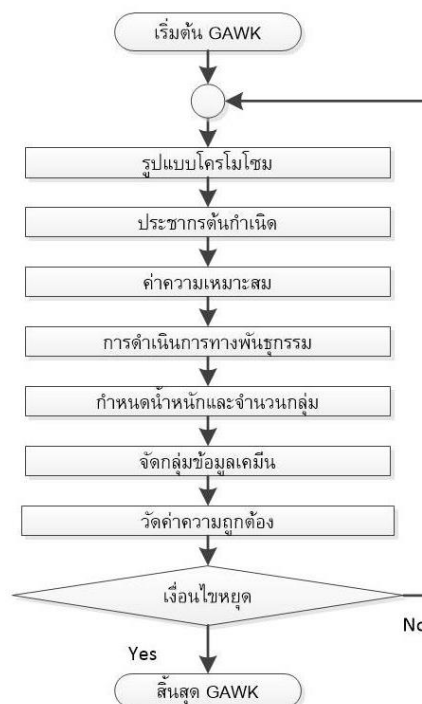 เริ่มต้น GAWK
รูปแบบโครโมโซม
ประชากรต้นกำเนิด
ค่าความเหมาะสม
การดำเนินการทางพันธุกรรม
กำหนดน้ำหนักและจำนวนกลุ่ม
จัดกลุ่มข้อมูลเคมีน
วัดค่าความถูกต้อง
เงื่อนไขหยุด
No
Yes
สิ้นสุด GAWK